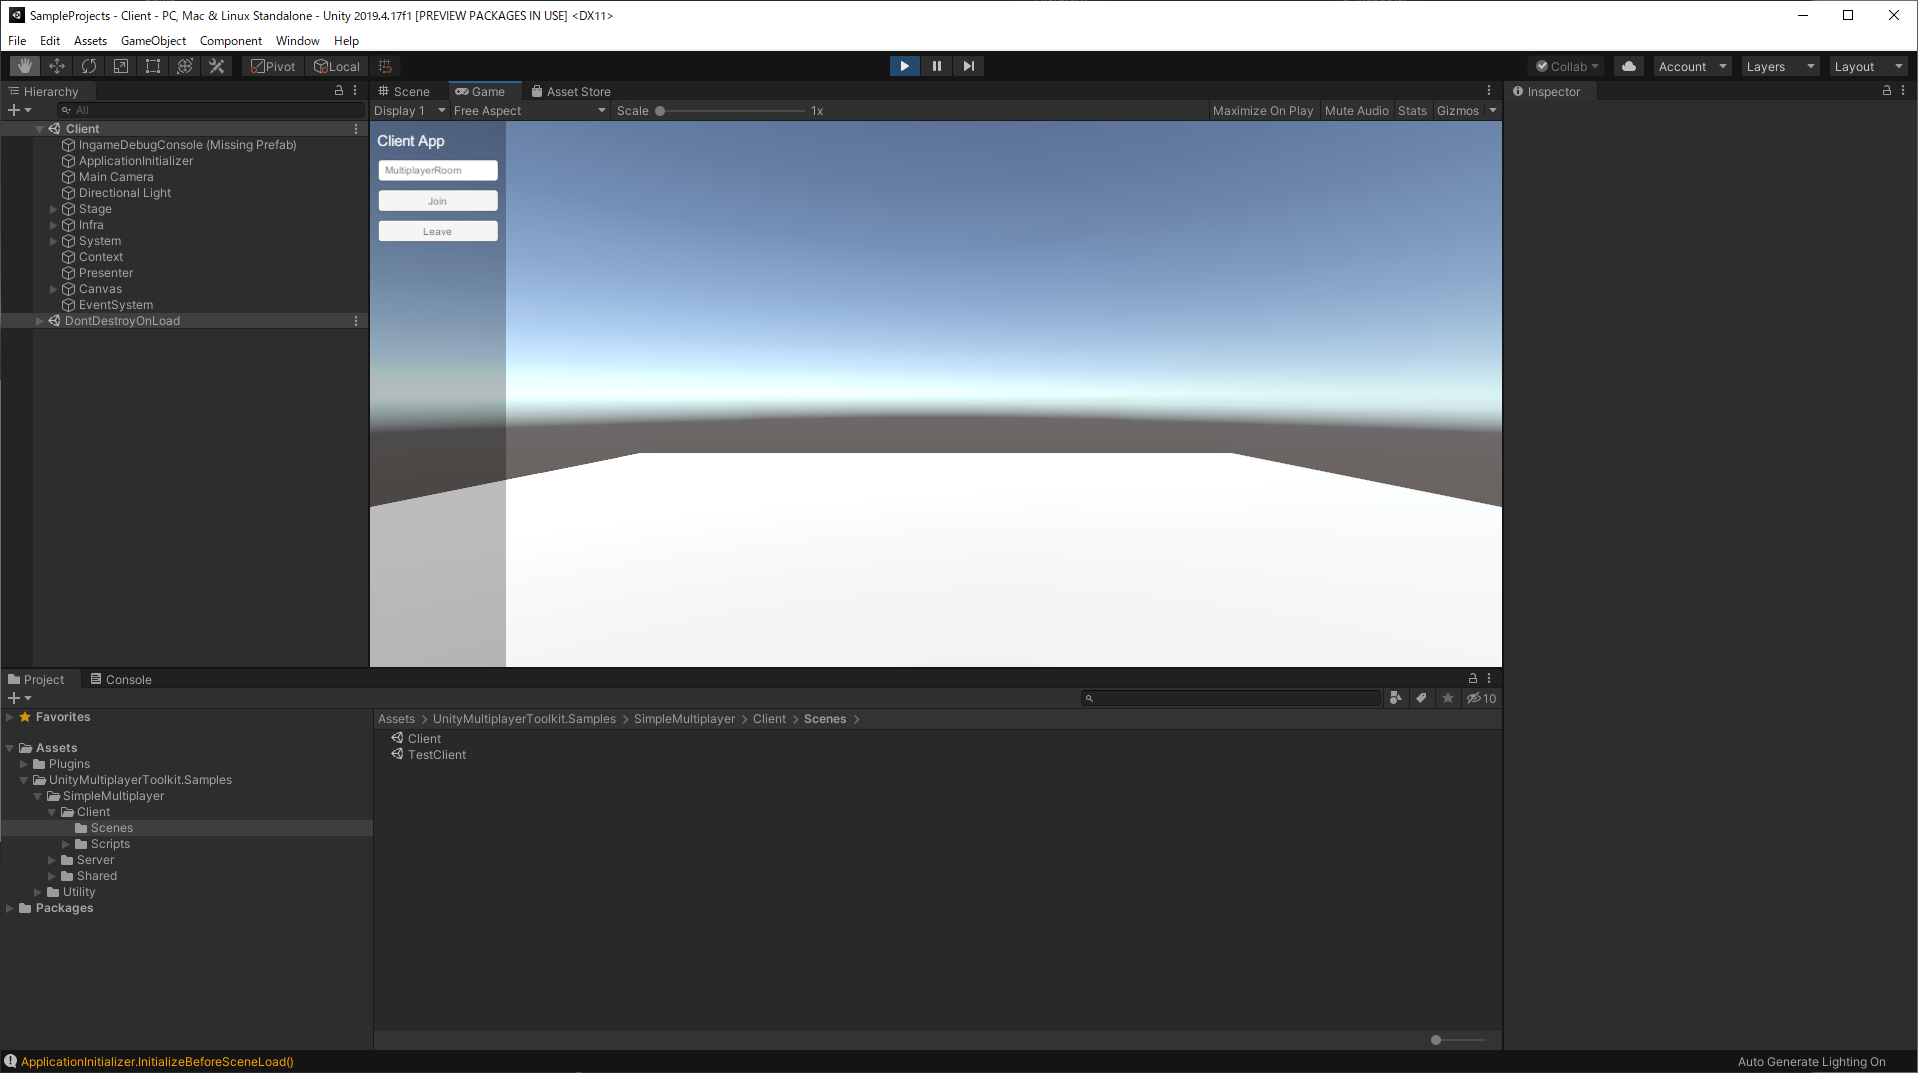 SampleProjects - Client - PC, Mac & Linux Standalone - Unity 2019.4.17f1 [PREVIEW PACKAGES IN USE] <DX11>
File Edit Assets GameObject Component Window Help
Pivot Local Collab Account Layers Layout
Hierarchy
All
Client
IngameDebugConsole (Missing Prefab)
ApplicationInitializer
Main Camera
Directional Light
Stage
Infra
System
Context
Presenter
Canvas
EventSystem
DontDestroyOnLoad
Scene Game Asset Store
Display 1 Free Aspect Scale 1x Maximize On Play Mute Audio Stats Gizmos
Client App
MultiplayerRoom
Join
Leave
Inspector
Project Console
10
Favorites
Assets
Plugins
UnityMultiplayerToolkit.Samples
SimpleMultiplayer
Client
Scenes
Scripts
Server
Shared
Utility
Packages
Assets > UnityMultiplayerToolkit.Samples > SimpleMultiplayer > Client > Scenes >
Client
TestClient
ApplicationInitializer.InitializeBeforeSceneLoad()
Auto Generate Lighting On